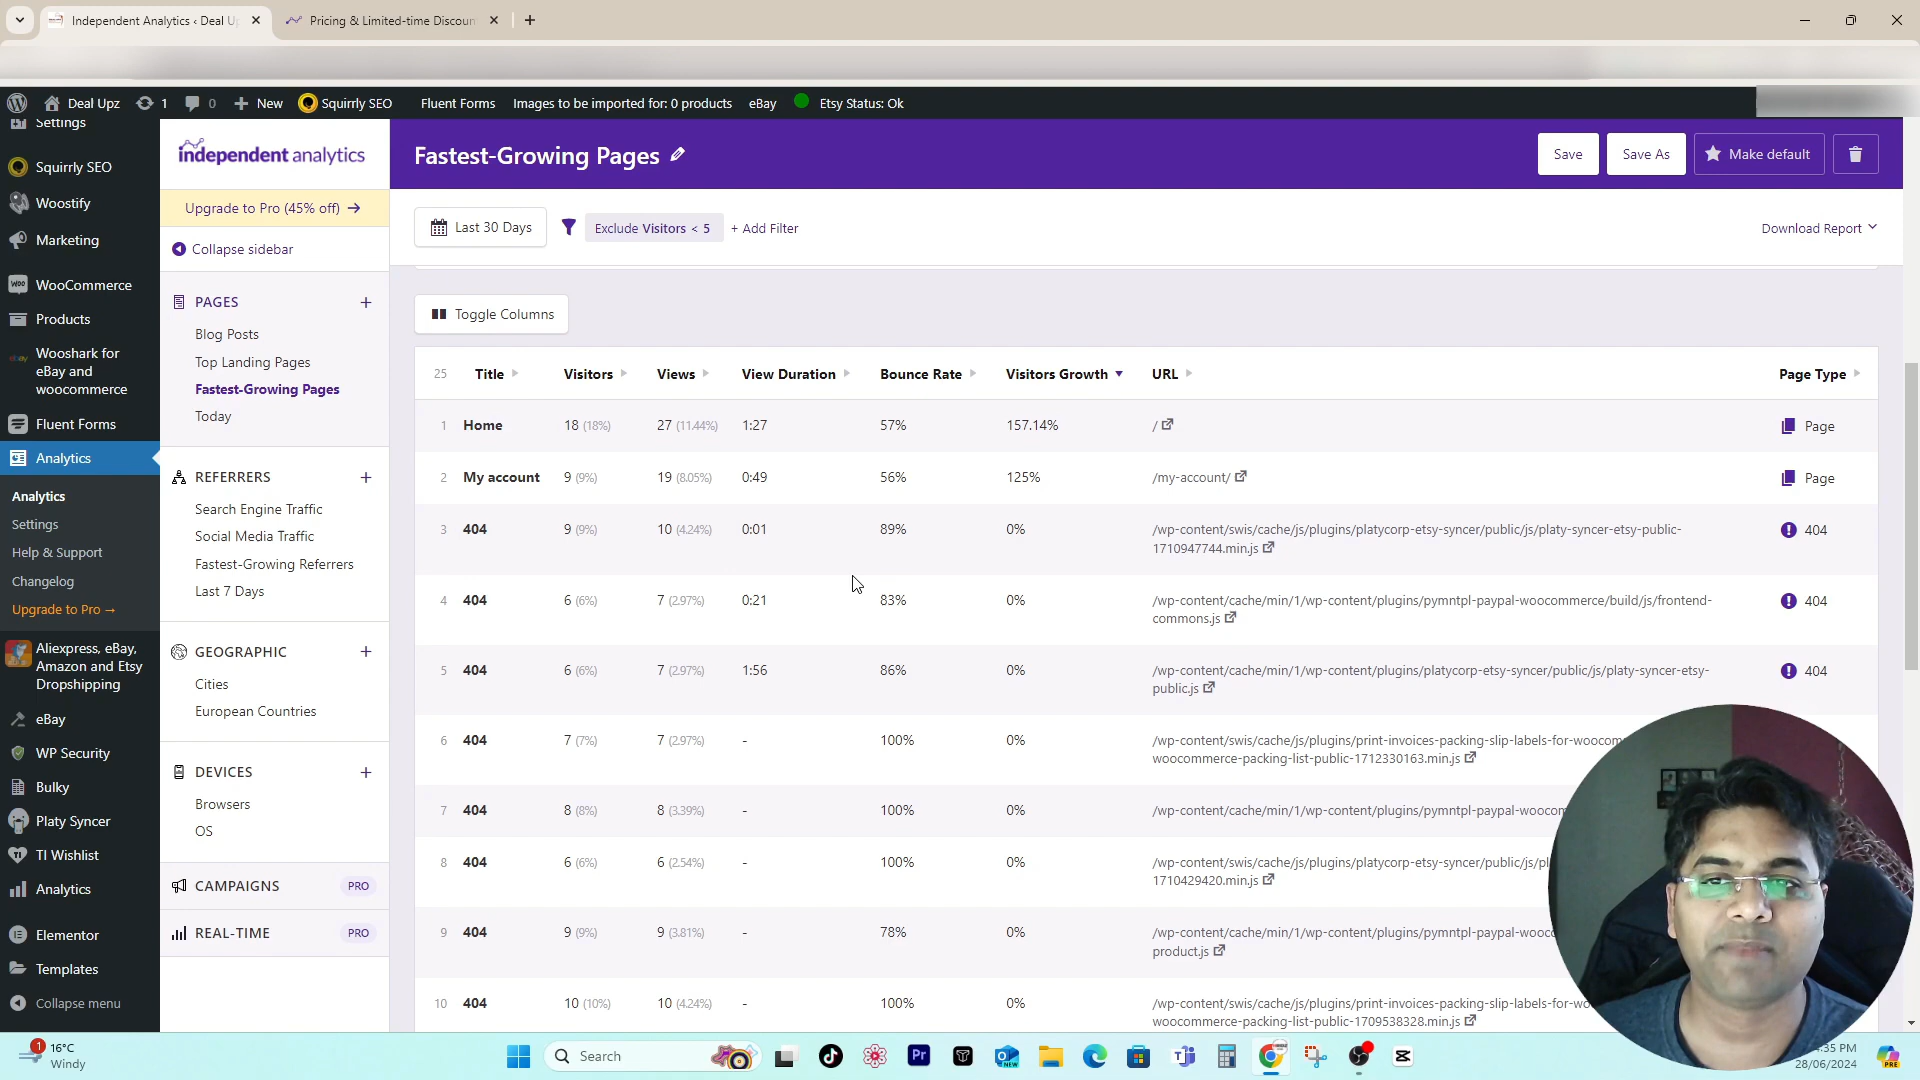 Independent Analytics ‹ Deal Up
Pricing & Limited-time Discoun
Deal Upz
1
0
New
Squirrly SEO
Fluent Forms
Images to be imported for: 0 products
eBay
Etsy Status: Ok
Settings
Squirrly SEO
Woostify
Marketing
WooCommerce
Products
Wooshark for
eBay and
woocommerce
Fluent Forms
Analytics
Analytics
Settings
Help & Support
Changelog
Upgrade to Pro →
Aliexpress, eBay,
Amazon and Etsy
Dropshipping
eBay
WP Security
Bulky
Platy Syncer
TI Wishlist
Analytics
Elementor
Templates
Collapse menu
independent analytics
Upgrade to Pro (45% off) →
Collapse sidebar
PAGES +
Blog Posts
Top Landing Pages
Fastest-Growing Pages
Today
REFERRERS +
Search Engine Traffic
Social Media Traffic
Fastest-Growing Referrers
Last 7 Days
GEOGRAPHIC +
Cities
European Countries
DEVICES +
Browsers
OS
CAMPAIGNS PRO
REAL-TIME PRO
Fastest-Growing Pages
Save
Save As
Make default
Last 30 Days
Exclude Visitors < 5
+ Add Filter
Download Report
Toggle Columns
25 Title Visitors Views View Duration Bounce Rate Visitors Growth URL Page Type
1 Home 18 (18%) 27 (11.44%) 1:27 57% 157.14% / Page
2 My account 9 (9%) 19 (8.05%) 0:49 56% 125% /my-account/ Page
3 404 9 (9%) 10 (4.24%) 0:01 89% 0% /wp-content/swis/cache/js/plugins/platycorp-etsy-syncer/public/js/platy-syncer-etsy-public- 404
1710947744.min.js
4 404 6 (6%) 7 (2.97%) 0:21 83% 0% /wp-content/cache/min/1/wp-content/plugins/pymntpl-paypal-woocommerce/build/js/frontend- 404
commons.js
5 404 6 (6%) 7 (2.97%) 1:56 86% 0% /wp-content/cache/min/1/wp-content/plugins/platycorp-etsy-syncer/public/js/platy-syncer-etsy- 404
public.js
6 404 7 (7%) 7 (2.97%) - 100% 0% /wp-content/swis/cache/js/plugins/print-invoices-packing-slip-labels-for-woocom
woocommerce-packing-list-public-1712330163.min.js
7 404 8 (8%) 8 (3.39%) - 100% 0% /wp-content/cache/min/1/wp-content/plugins/pymntpl-paypal-woocom
8 404 6 (6%) 6 (2.54%) - 100% 0% /wp-content/swis/cache/js/plugins/platycorp-etsy-syncer/public/js/pl
1710429420.min.js
9 404 9 (9%) 9 (3.81%) - 78% 0% /wp-content/cache/min/1/wp-content/plugins/pymntpl-paypal-wooc
product.js
10 404 10 (10%) 10 (4.24%) - 100% 0% /wp-content/swis/cache/js/plugins/print-invoices-packing-slip-labels-for-wo
woocommerce-packing-list-public-1709538328.min.js
1
16°C
Windy
Search
Pr
NEW
PRE
:35 PM
28/06/2024